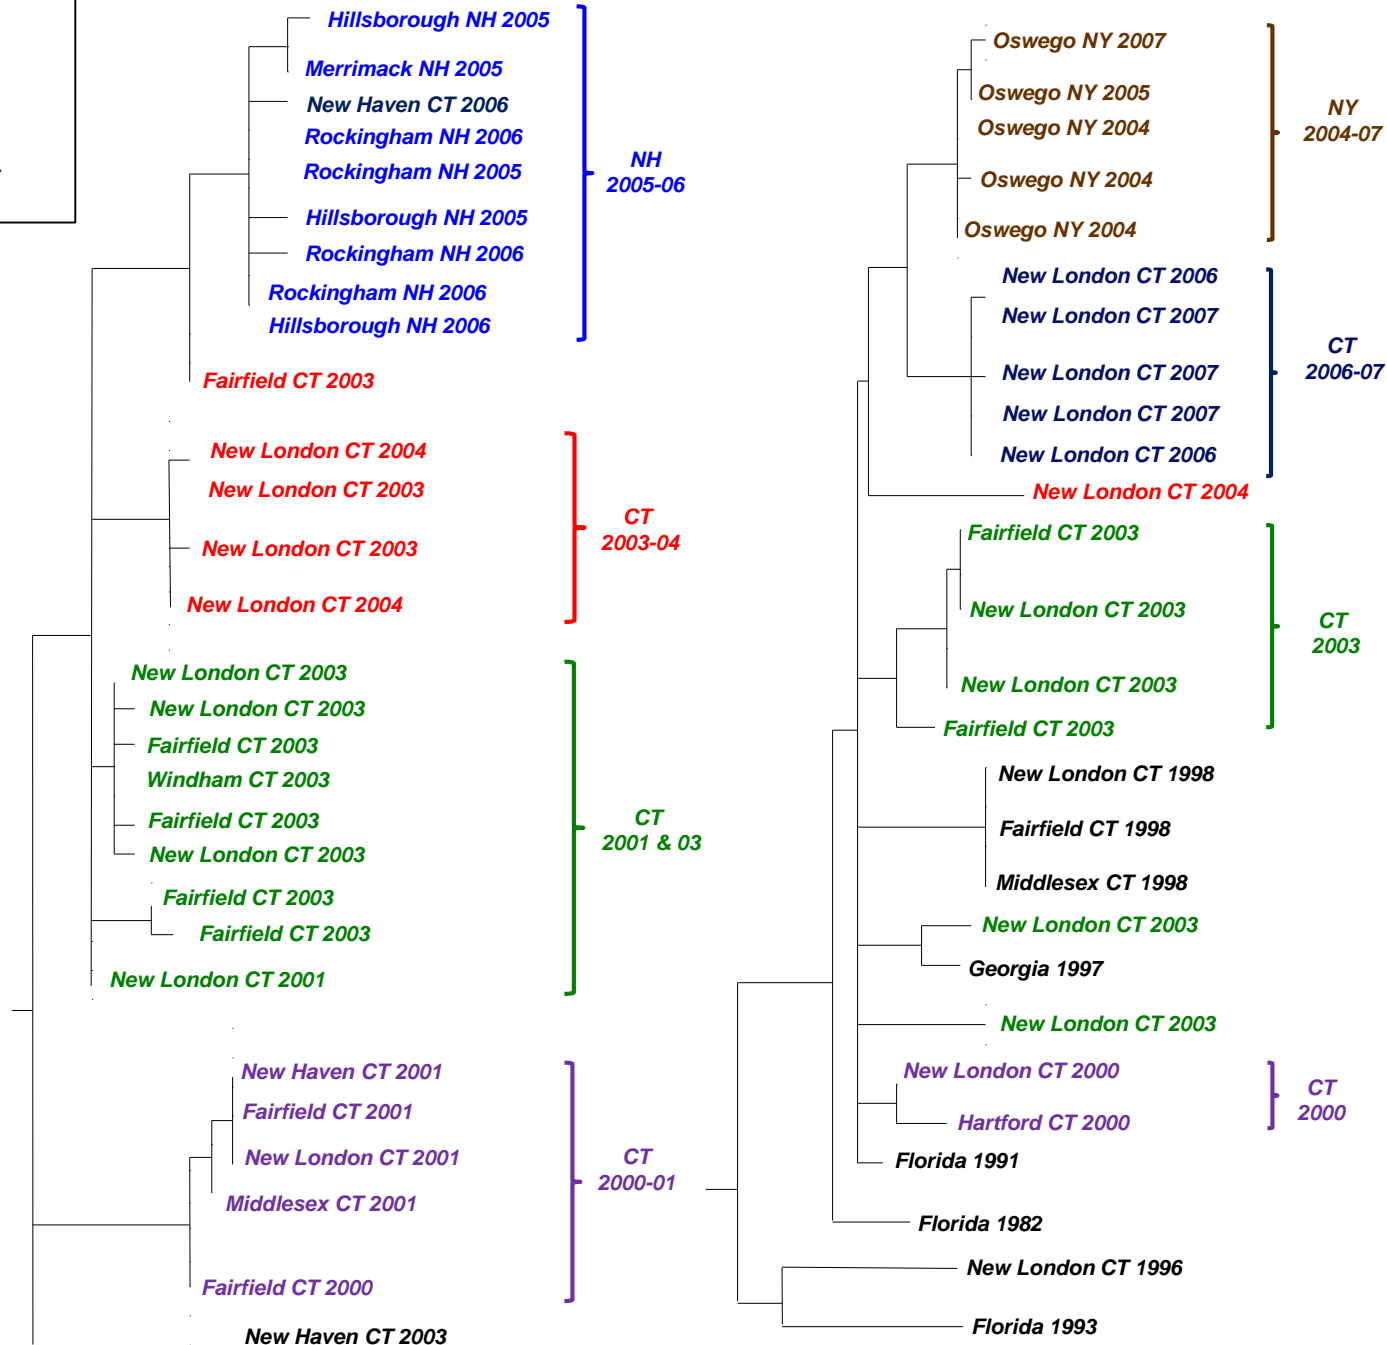 Hillsborough NH 2005
Merrimack NH 2005
New Haven CT 2006
Rockingham NH 2006
Rockingham NH 2005
Hillsborough NH 2005
Rockingham NH 2006
Rockingham NH 2006
Hillsborough NH 2006
NH
2005-06
Fairfield CT 2003
New London CT 2004
New London CT 2003
New London CT 2003
New London CT 2004
CT
2003-04
New London CT 2003
New London CT 2003
Fairfield CT 2003
Windham CT 2003
Fairfield CT 2003
New London CT 2003
Fairfield CT 2003
Fairfield CT 2003
New London CT 2001
CT
2001 & 03
New Haven CT 2001
Fairfield CT 2001
New London CT 2001
Middlesex CT 2001
Fairfield CT 2000
CT
2000-01
New Haven CT 2003
Oswego NY 2007
Oswego NY 2005
Oswego NY 2004
Oswego NY 2004
Oswego NY 2004
NY
2004-07
New London CT 2006
New London CT 2007
New London CT 2007
New London CT 2007
New London CT 2006
CT
2006-07
New London CT 2004
Fairfield CT 2003
New London CT 2003
New London CT 2003
Fairfield CT 2003
CT
2003
New London CT 1998
Fairfield CT 1998
Middlesex CT 1998
New London CT 2003
Georgia 1997
New London CT 2003
New London CT 2000
Hartford CT 2000
CT
2000
Florida 1991
Florida 1982
New London CT 1996
Florida 1993